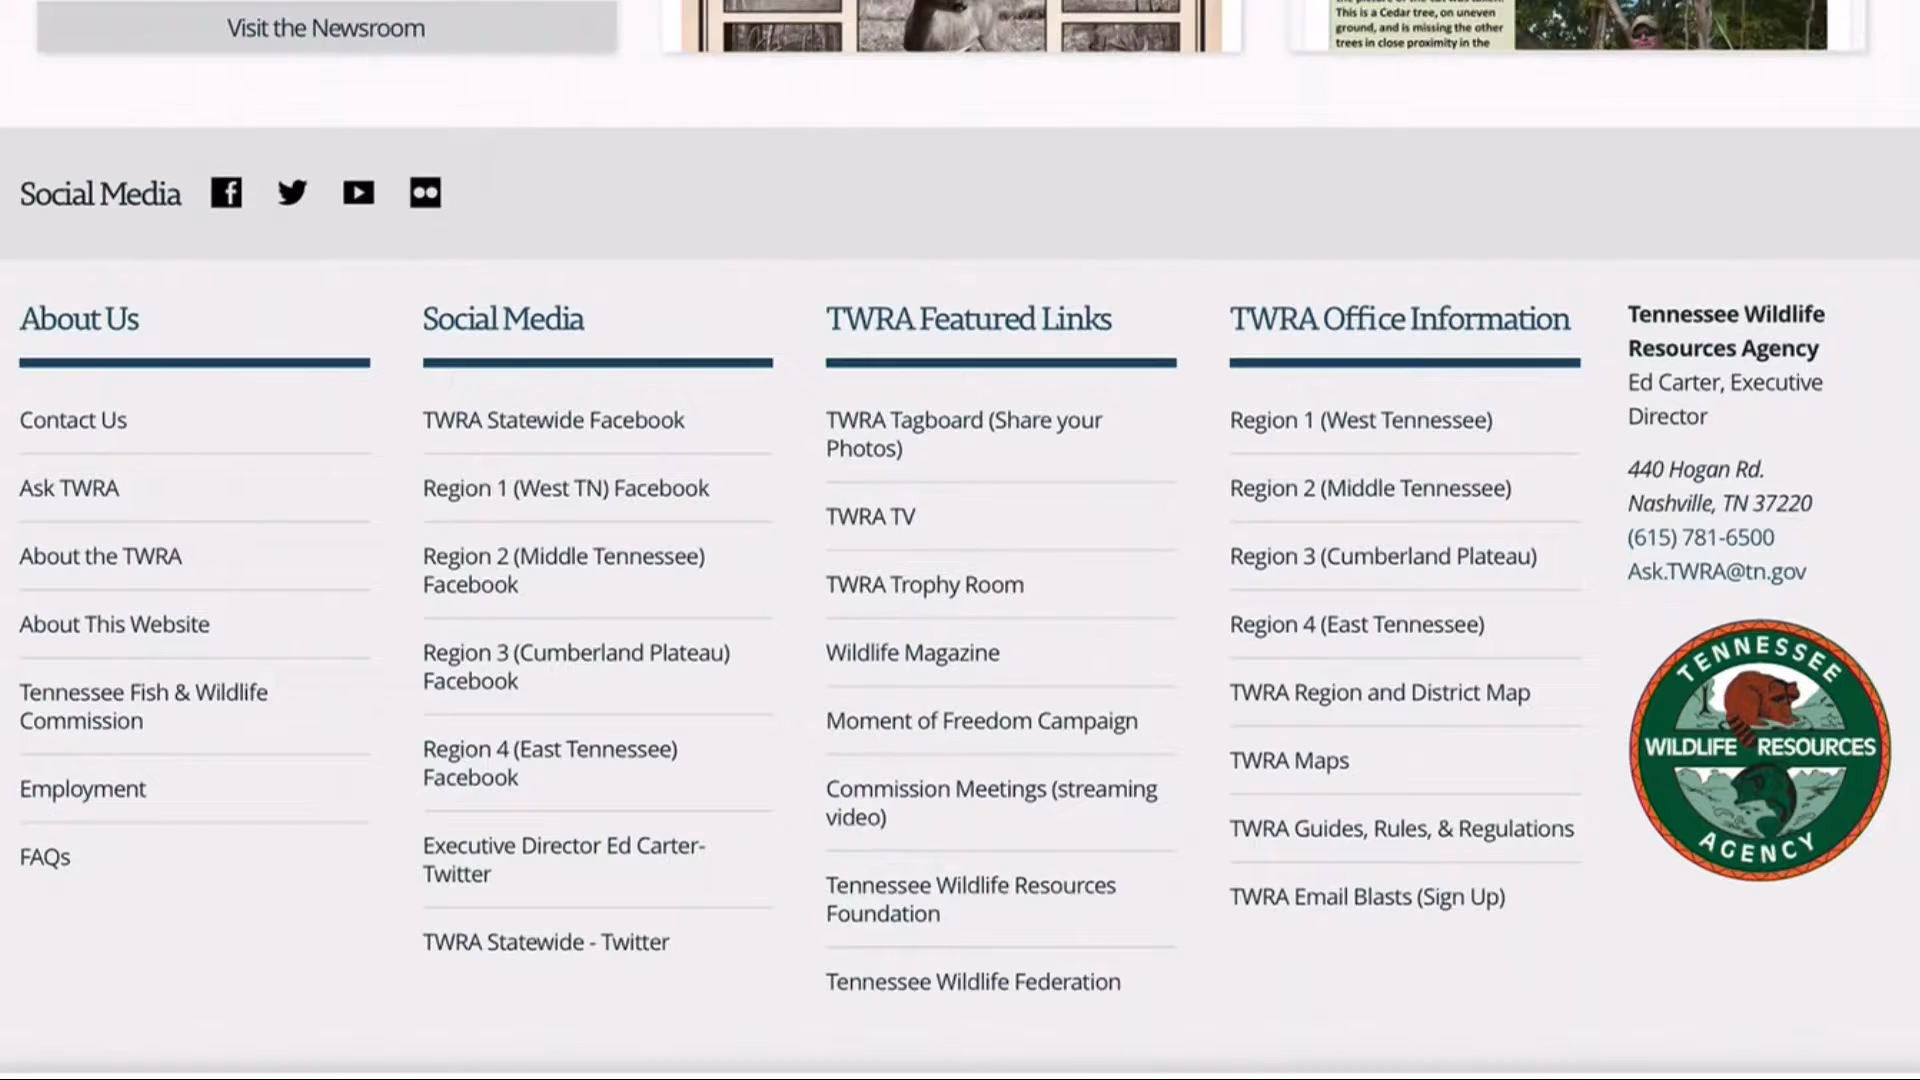 Visit the Newsroom
This is a Cedar tree, on uneven
ground, and is missing the other
trees in close proximity in the
Social Media
About Us
Contact Us
Ask TWRA
About the TWRA
About This Website
Tennessee Fish & Wildlife
Commission
Employment
FAQs
Social Media
TWRA Statewide Facebook
Region 1 (West TN) Facebook
Region 2 (Middle Tennessee)
Facebook
Region 3 (Cumberland Plateau)
Facebook
Region 4 (East Tennessee)
Facebook
Executive Director Ed Carter-
Twitter
TWRA Statewide - Twitter
TWRA Featured Links
TWRA Tagboard (Share your
Photos)
TWRA TV
TWRA Trophy Room
Wildlife Magazine
Moment of Freedom Campaign
Commission Meetings (streaming
video)
Tennessee Wildlife Resources
Foundation
Tennessee Wildlife Federation
TWRA Office Information
Region 1 (West Tennessee)
Region 2 (Middle Tennessee)
Region 3 (Cumberland Plateau)
Region 4 (East Tennessee)
TWRA Region and District Map
TWRA Maps
TWRA Guides, Rules, & Regulations
TWRA Email Blasts (Sign Up)
Tennessee Wildlife
Resources Agency
Ed Carter, Executive
Director
440 Hogan Rd.
Nashville, TN 37220
(615) 781-6500
Ask.TWRA@tn.gov
TENNESSEE
WILDLIFE RESOURCES
AGENCY